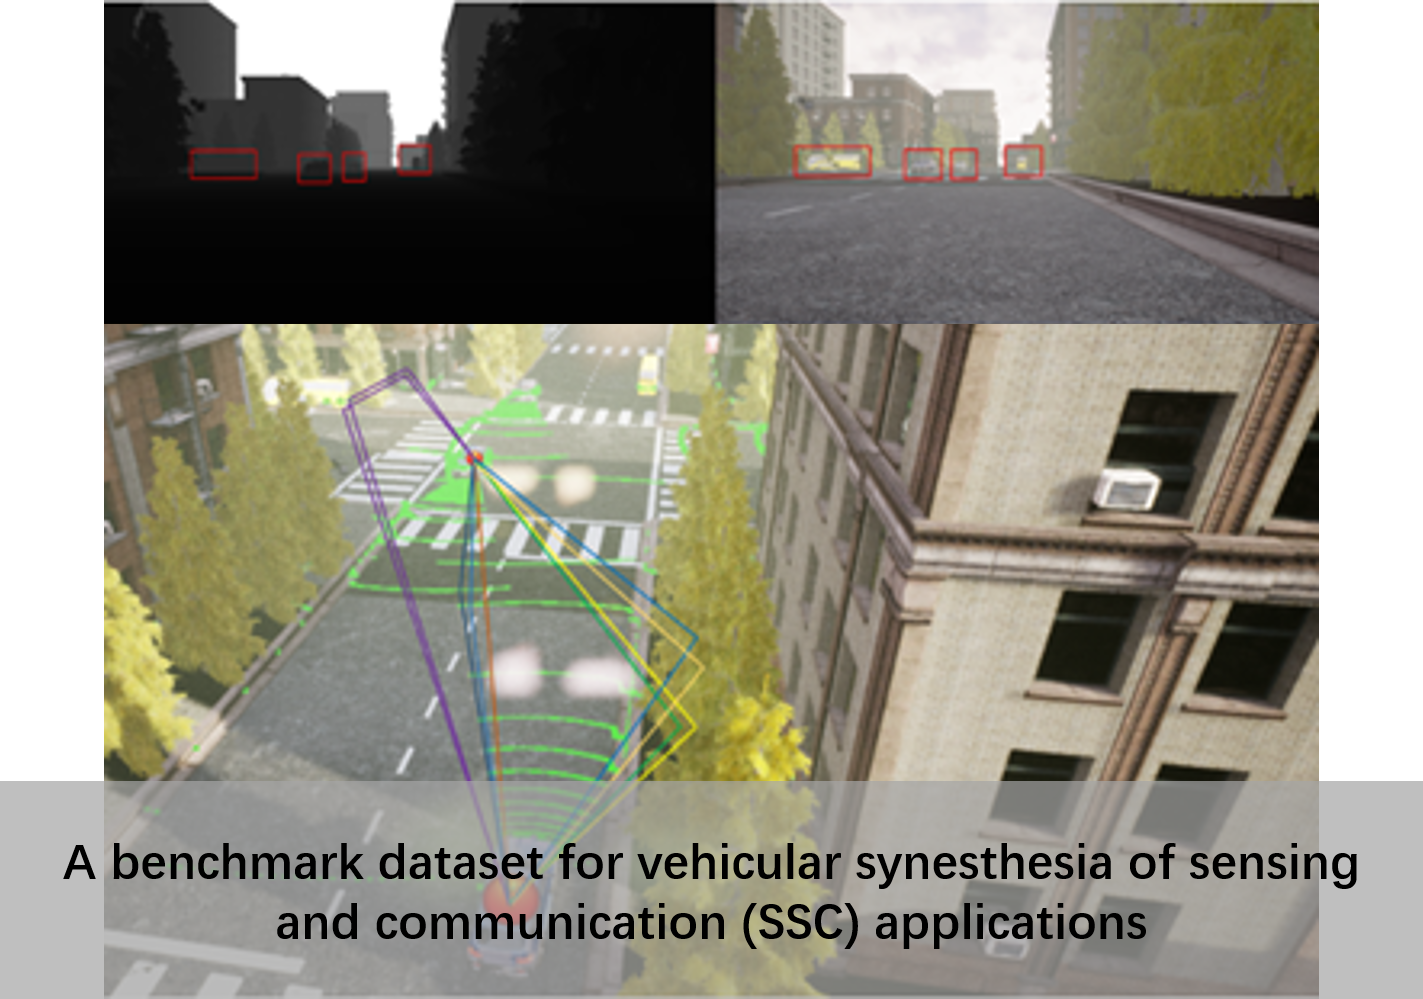 A benchmark dataset for vehicular synesthesia of sensing
and communication (SSC) applications